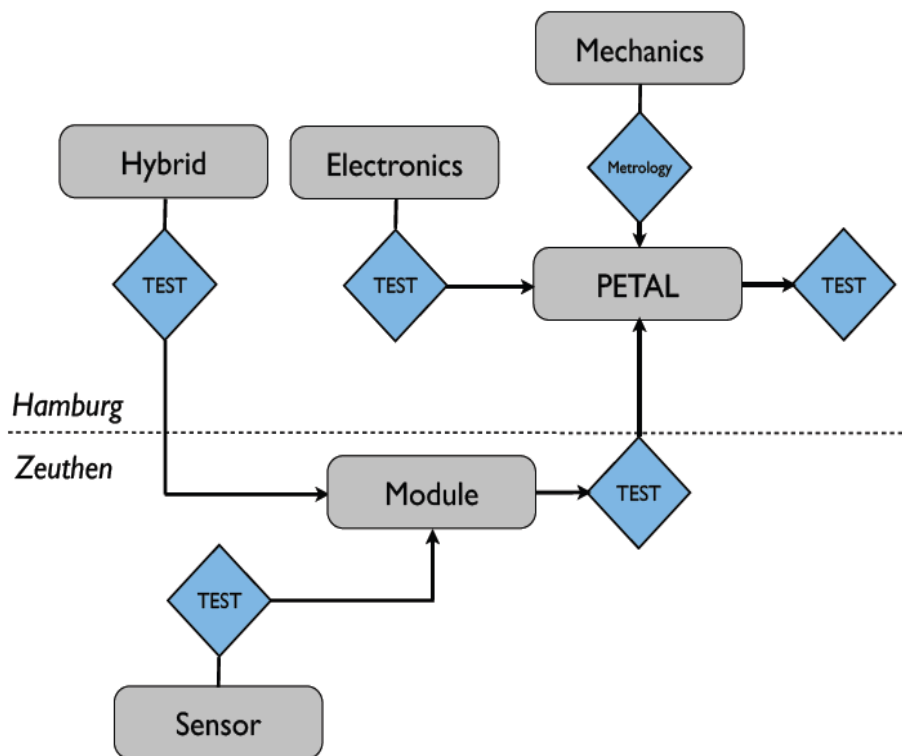 Mechanics
Hybrid
Electronics
Metrology
TEST
TEST
PETAL
TEST
Hamburg
Zeuthen
Module
TEST
TEST
Sensor